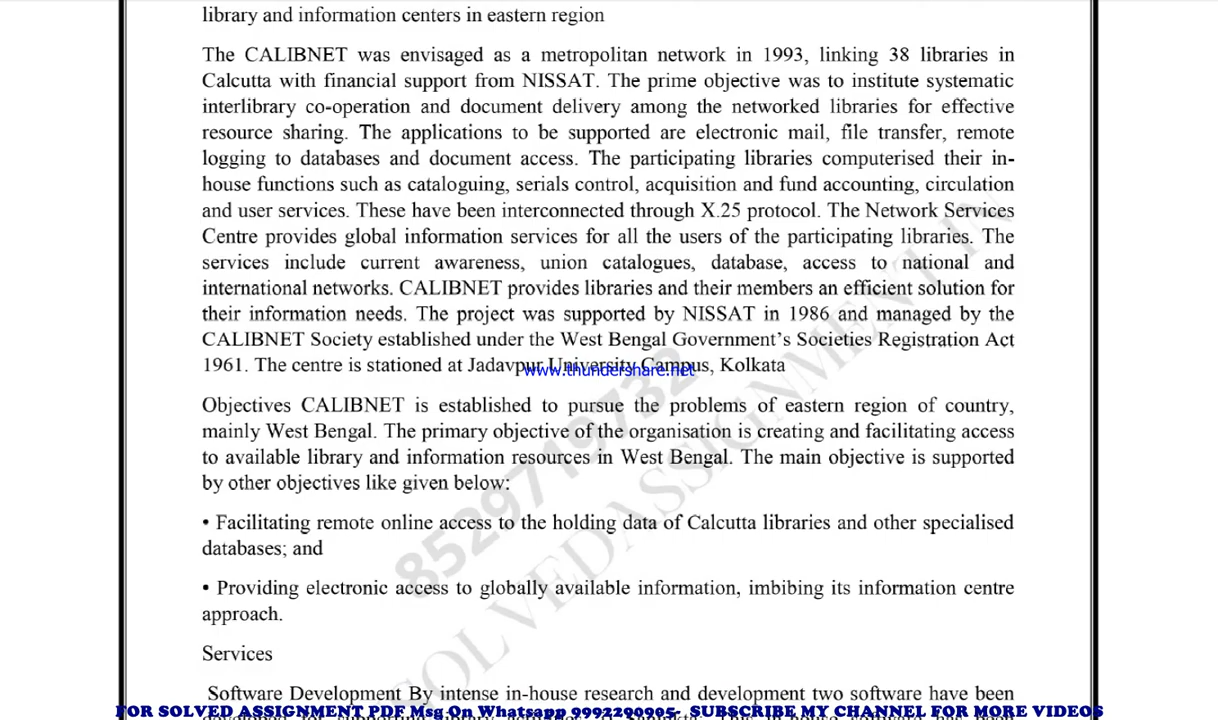 library and information centers in eastern region
The CALIBNET was envisaged as a metropolitan network in 1993, linking 38 libraries in
Calcutta with financial support from NISSAT. The prime objective was to institute systematic
interlibrary co-operation and document delivery among the networked libraries for effective
resource sharing. The applications to be supported are electronic mail, file transfer, remote
logging to databases and document access. The participating libraries computerised their in-
house functions such as cataloguing, serials control, acquisition and fund accounting, circulation
and user services. These have been interconnected through X.25 protocol. The Network Services
Centre provides global information services for all the users of the participating libraries. The
services include current awareness, union catalogues, database, access to national and
international networks. CALIBNET provides libraries and their members an efficient solution for
their information needs. The project was supported by NISSAT in 1986 and managed by the
CALIBNET Society established under the West Bengal Government's Societies Registration Act
1961. The centre is stationed at Jadavpur University Campus, Kolkata
www.thundershare.net
Objectives CALIBNET is established to pursue the problems of eastern region of country,
mainly West Bengal. The primary objective of the organisation is creating and facilitating access
to available library and information resources in West Bengal. The main objective is supported
by other objectives like given below:
• Facilitating remote online access to the holding data of Calcutta libraries and other specialised
databases; and
• Providing electronic access to globally available information, imbibing its information centre
approach.
Services
Software Development By intense in-house research and development two software have been
8529719732
SOLVEDASSIGNMENT IN
FOR SOLVED ASSIGNMENT PDF Msg On Whatsapp 9992290905- SUBSCRIBE MY CHANNEL FOR MORE VIDEOS